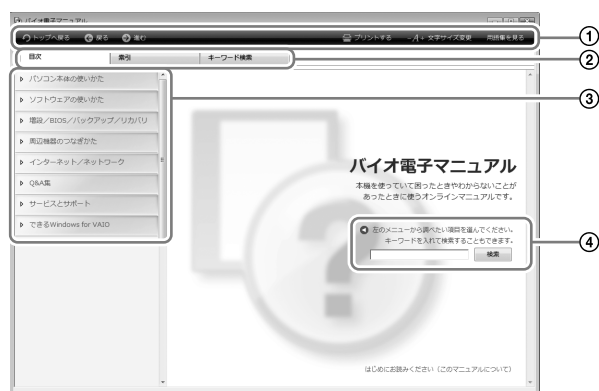 バイオ電子マニュアル
トップへ戻る 戻る 進む プリントする -A+ 文字サイズ変更 用語集を見る
①
目次 索引 キーワード検索
②
パソコン本体の使いかた
③
ソフトウェアの使いかた
増設／BIOS／バックアップ／リカバリ
周辺機器のつなぎかた
インターネット／ネットワーク
Q&A集
サービスとサポート
できるWindows for VAIO
バイオ電子マニュアル
本機を使っていて困ったときやわからないことが
あったときに使うオンラインマニュアルです。
左のメニューから調べたい項目を選んでください。
キーワードを入れて検索することもできます。
検索
④
はじめにお読みください（このマニュアルについて）